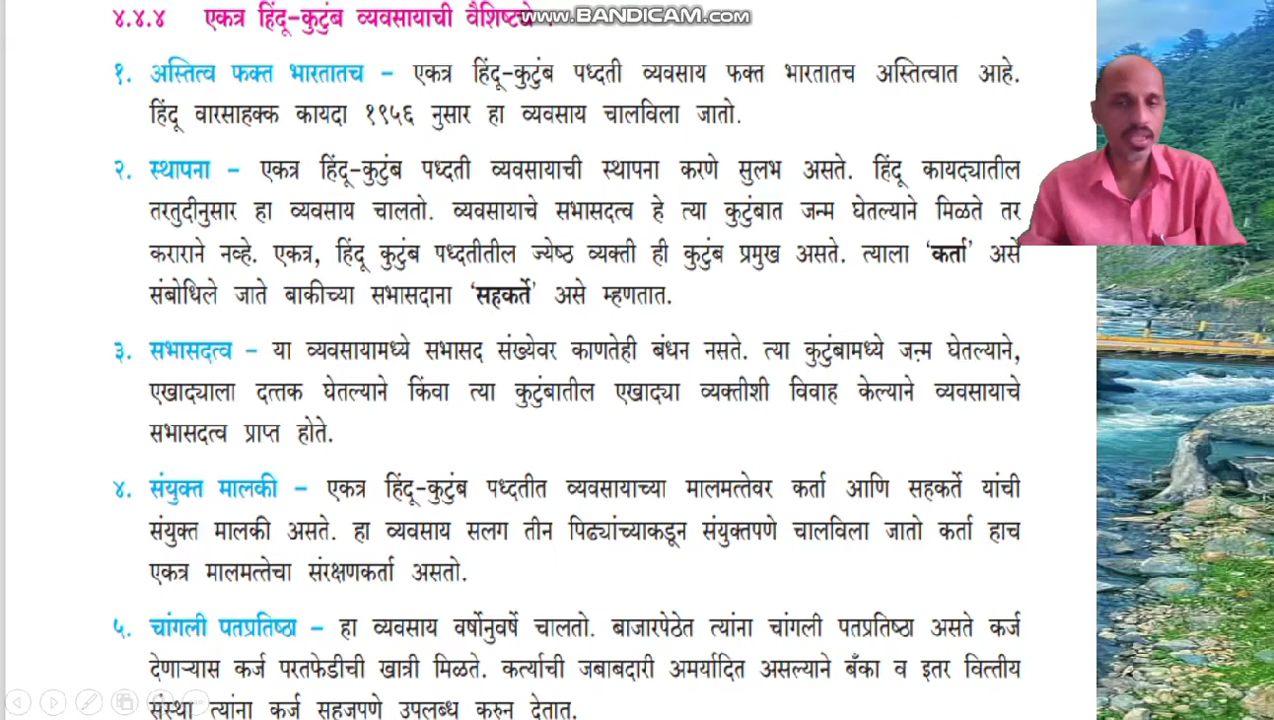 www.BANDICAM.com
४.४.४ एकत्र हिंदू-कुटुंब व्यवसायाची वैशिष्ट्ये :
१. अस्तित्व फक्त भारतातच – एकत्र हिंदू-कुटुंब पध्दती व्यवसाय फक्त भारतातच अस्तित्वात आहे.
हिंदू वारसाहक्क कायदा १९५६ नुसार हा व्यवसाय चालविला जातो.
२. स्थापना – एकत्र हिंदू-कुटुंब पध्दती व्यवसायाची स्थापना करणे सुलभ असते. हिंदू कायद्यातील
तरतुदीनुसार हा व्यवसाय चालतो. व्यवसायाचे सभासदत्व हे त्या कुटुंबात जन्म घेतल्याने मिळते तर
कराराने नव्हे. एकत्र, हिंदू कुटुंब पध्दतीतील ज्येष्ठ व्यक्ती ही कुटुंब प्रमुख असते. त्याला ‘कर्ता’ असे
संबोधिले जाते बाकीच्या सभासदाना ‘सहकर्ते’ असे म्हणतात.
३. सभासदत्व – या व्यवसायामध्ये सभासद संख्येवर काणतेही बंधन नसते. त्या कुटुंबामध्ये जन्म घेतल्याने,
एखाद्याला दत्तक घेतल्याने किंवा त्या कुटुंबातील एखाद्या व्यक्तीशी विवाह केल्याने व्यवसायाचे
सभासदत्व प्राप्त होते.
४. संयुक्त मालकी – एकत्र हिंदू-कुटुंब पध्दतीत व्यवसायाच्या मालमत्तेवर कर्ता आणि सहकर्ते यांची
संयुक्त मालकी असते. हा व्यवसाय सलग तीन पिढ्यांच्याकडून संयुक्तपणे चालविला जातो कर्ता हाच
एकत्र मालमत्तेचा संरक्षणकर्ता असतो.
५. चांगली पतप्रतिष्ठा – हा व्यवसाय वर्षोनुवर्षे चालतो. बाजारपेठेत त्यांना चांगली पतप्रतिष्ठा असते कर्ज
देणाऱ्यास कर्ज परतफेडीची खात्री मिळते. कर्त्याची जबाबदारी अमर्यादित असल्याने बँका व इतर वित्तीय
संस्था त्यांना कर्ज सहजपणे उपलब्ध करुन देतात.